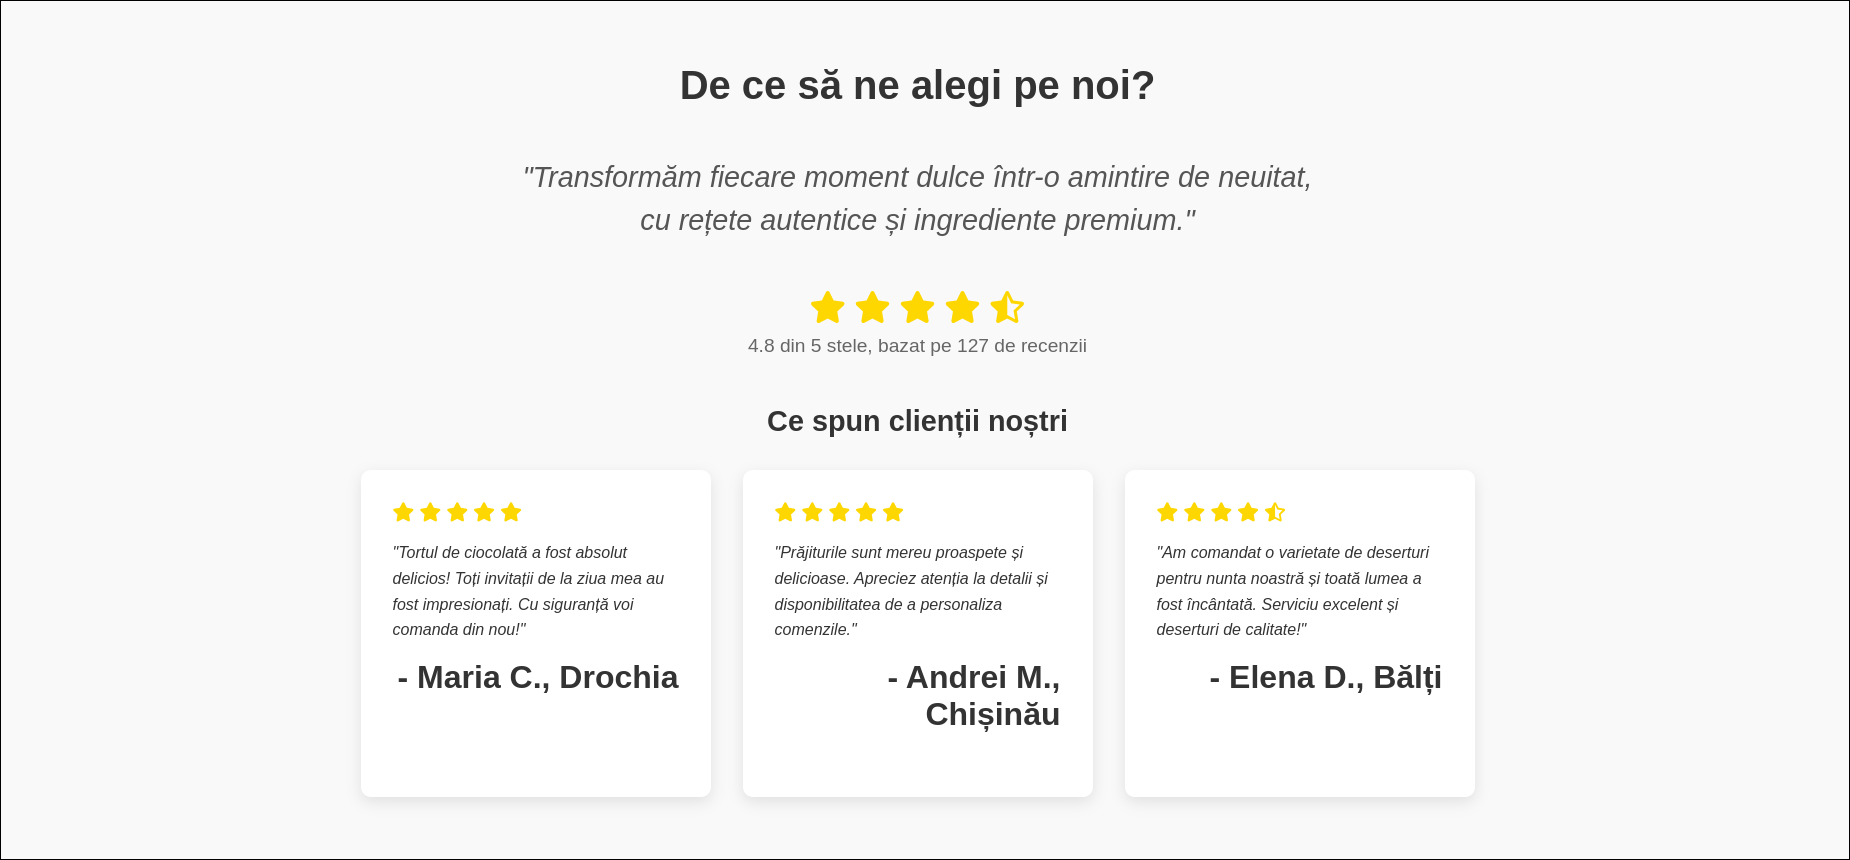 De ce să ne alegi pe noi?
"Transformăm fiecare moment dulce într-o amintire de neuitat,
cu rețete autentice și ingrediente premium."
4.8 din 5 stele, bazat pe 127 de recenzii
Ce spun clienții noștri
"Tortul de ciocolată a fost absolut
delicios! Toți invitații de la ziua mea au
fost impresionați. Cu siguranță voi
comanda din nou!"
- Maria C., Drochia
"Prăjiturile sunt mereu proaspete și
delicioase. Apreciez atenția la detalii și
disponibilitatea de a personaliza
comenzile."
- Andrei M.,
Chișinău
"Am comandat o varietate de deserturi
pentru nunta noastră și toată lumea a
fost încântată. Serviciu excelent și
deserturi de calitate!"
- Elena D., Bălți